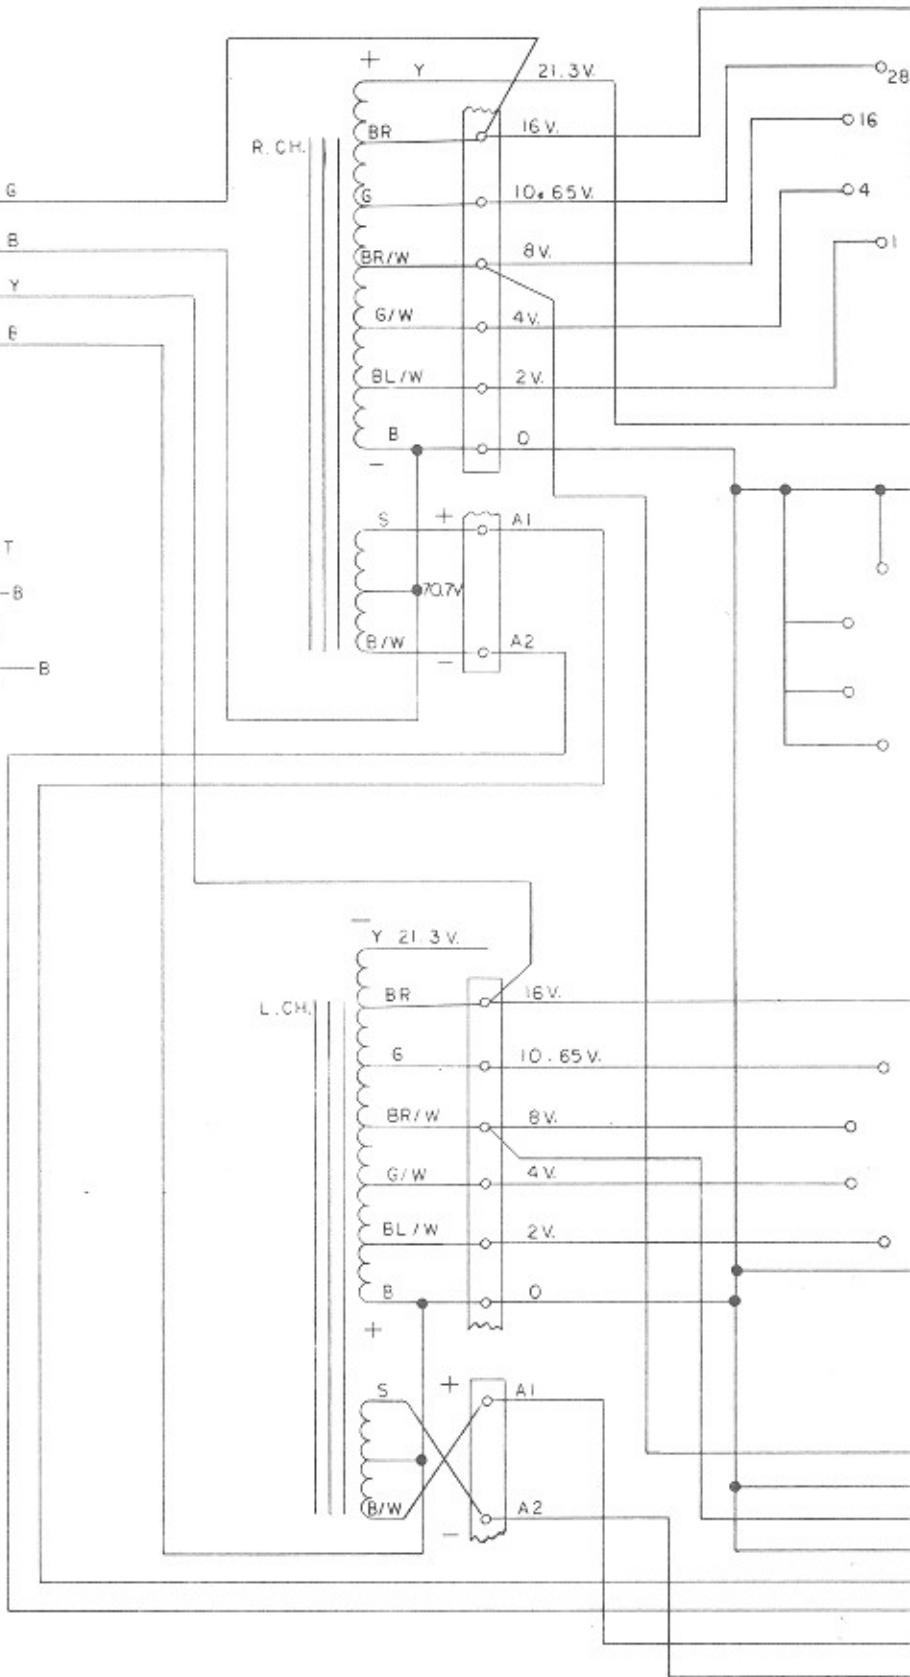 +
Y 21.3V.
28
BR 16V.
16
R.CH.
G
G 10.65V.
4
B
BR/W 8V.
1
Y
G/W 4V.
B
BL/W 2V.
B 0
-
S + A1
T
-B
70.7V
B/W - A2
B
-
Y 21.3V.
BR 16V.
L.CH.
G 10.65V.
BR/W 8V.
G/W 4V.
BL/W 2V.
B 0
+
S + A1
B/W - A2